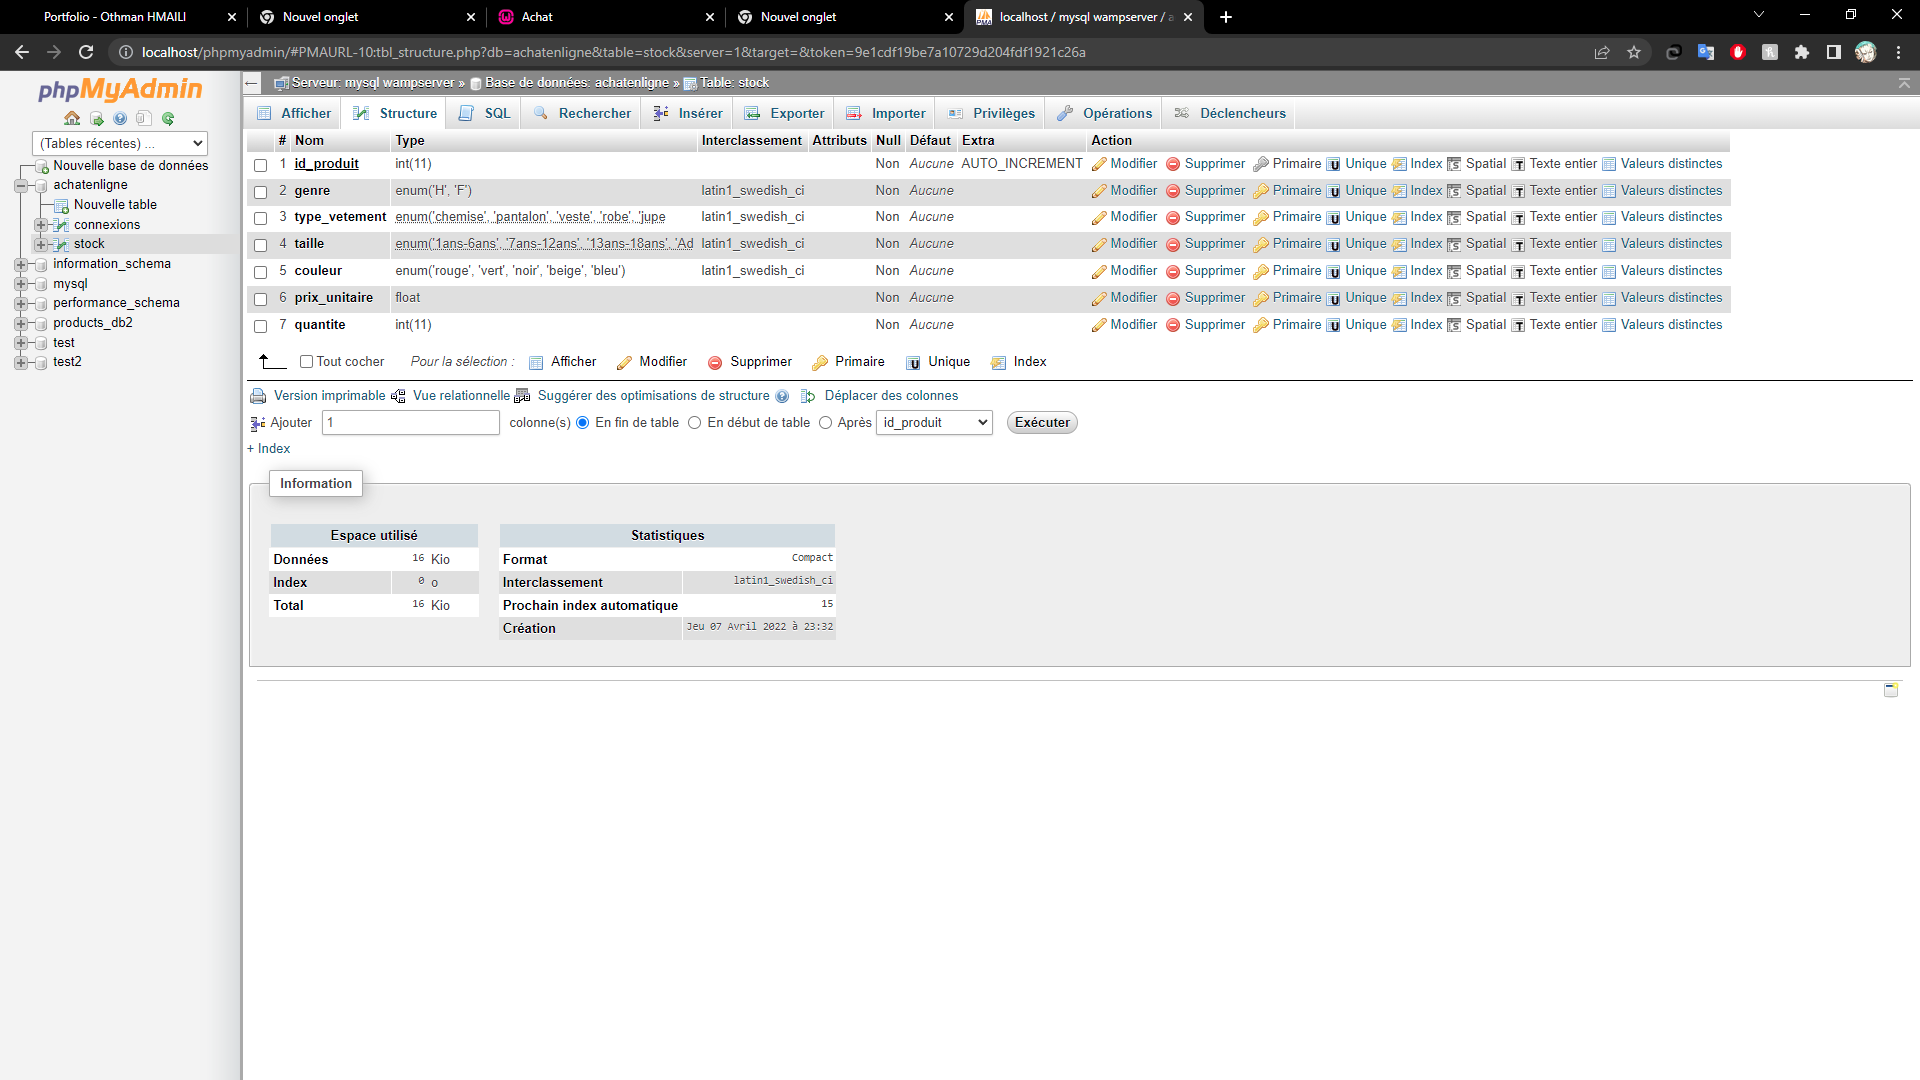 Portfolio - Othman HMAILI
Nouvel onglet
Achat
Nouvel onglet
localhost / mysql wampserver / a
localhost/phpmyadmin/#PMAURL-10:tbl_structure.php?db=achatenligne&table=stock&server=1&target=&token=9e1cdf19be7a10729d204fdf1921c26a
phpMyAdmin
(Tables récentes) ...
Nouvelle base de données
achatenligne
Nouvelle table
connexions
stock
information_schema
mysql
performance_schema
products_db2
test
test2
Serveur: mysql wampserver » Base de données: achatenligne » Table: stock
Afficher Structure SQL Rechercher Insérer Exporter Importer Privilèges Opérations Déclencheurs
# Nom Type Interclassement Attributs Null Défaut Extra Action
1 id_produit int(11) Non Aucune AUTO_INCREMENT Modifier Supprimer Primaire Unique Index Spatial Texte entier Valeurs distinctes
2 genre enum('H', 'F') latin1_swedish_ci Non Aucune Modifier Supprimer Primaire Unique Index Spatial Texte entier Valeurs distinctes
3 type_vetement enum('chemise', 'pantalon', 'veste', 'robe', 'jupe latin1_swedish_ci Non Aucune Modifier Supprimer Primaire Unique Index Spatial Texte entier Valeurs distinctes
4 taille enum('1ans-6ans', '7ans-12ans', '13ans-18ans', 'Ad latin1_swedish_ci Non Aucune Modifier Supprimer Primaire Unique Index Spatial Texte entier Valeurs distinctes
5 couleur enum('rouge', 'vert', 'noir', 'beige', 'bleu') latin1_swedish_ci Non Aucune Modifier Supprimer Primaire Unique Index Spatial Texte entier Valeurs distinctes
6 prix_unitaire float Non Aucune Modifier Supprimer Primaire Unique Index Spatial Texte entier Valeurs distinctes
7 quantite int(11) Non Aucune Modifier Supprimer Primaire Unique Index Spatial Texte entier Valeurs distinctes
Tout cocher Pour la sélection : Afficher Modifier Supprimer Primaire Unique Index
Version imprimable Vue relationnelle Suggérer des optimisations de structure Déplacer des colonnes
Ajouter 1 colonne(s) En fin de table En début de table Après id_produit Exécuter
+ Index
Information
Espace utilisé
Données 16 Kio
Index 0 o
Total 16 Kio
Statistiques
Format Compact
Interclassement latin1_swedish_ci
Prochain index automatique 15
Création Jeu 07 Avril 2022 à 23:32